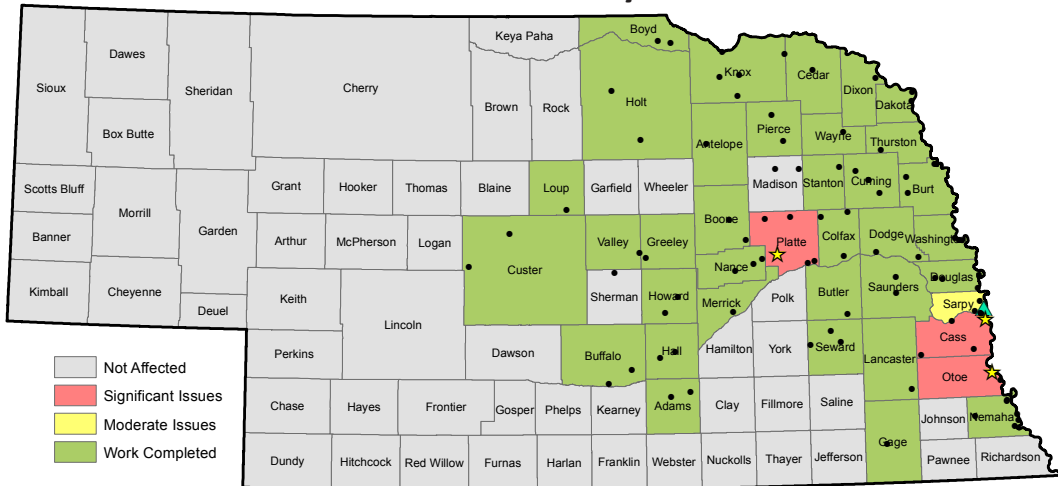 Boyd
Keya Paha
Dawes
Knox
Cedar
Sioux
Sheridan
Cherry
Dixon
Holt
Brown
Rock
Dakota
Box Butte
Pierce
Wayne
Antelope
Thurston
Scotts Bluff
Grant
Hooker
Thomas
Blaine
Loup
Garfield
Wheeler
Madison
Stanton
Cuming
Burt
Morrill
Garden
Boone
Banner
Arthur
McPherson
Logan
Valley
Greeley
Platte
Colfax
Dodge
Washington
Custer
Nance
Kimball
Cheyenne
Keith
Sherman
Howard
Merrick
Polk
Butler
Saunders
Douglas
Sarpy
Deuel
Lincoln
Cass
Perkins
Dawson
Buffalo
Hall
Hamilton
York
Seward
Lancaster
Otoe
Not Affected
Significant Issues
Moderate Issues
Work Completed
Chase
Hayes
Frontier
Gosper
Phelps
Kearney
Adams
Clay
Fillmore
Saline
Johnson
Nemaha
Gage
Dundy
Hitchcock
Red Willow
Furnas
Harlan
Franklin
Webster
Nuckolls
Thayer
Jefferson
Pawnee
Richardson